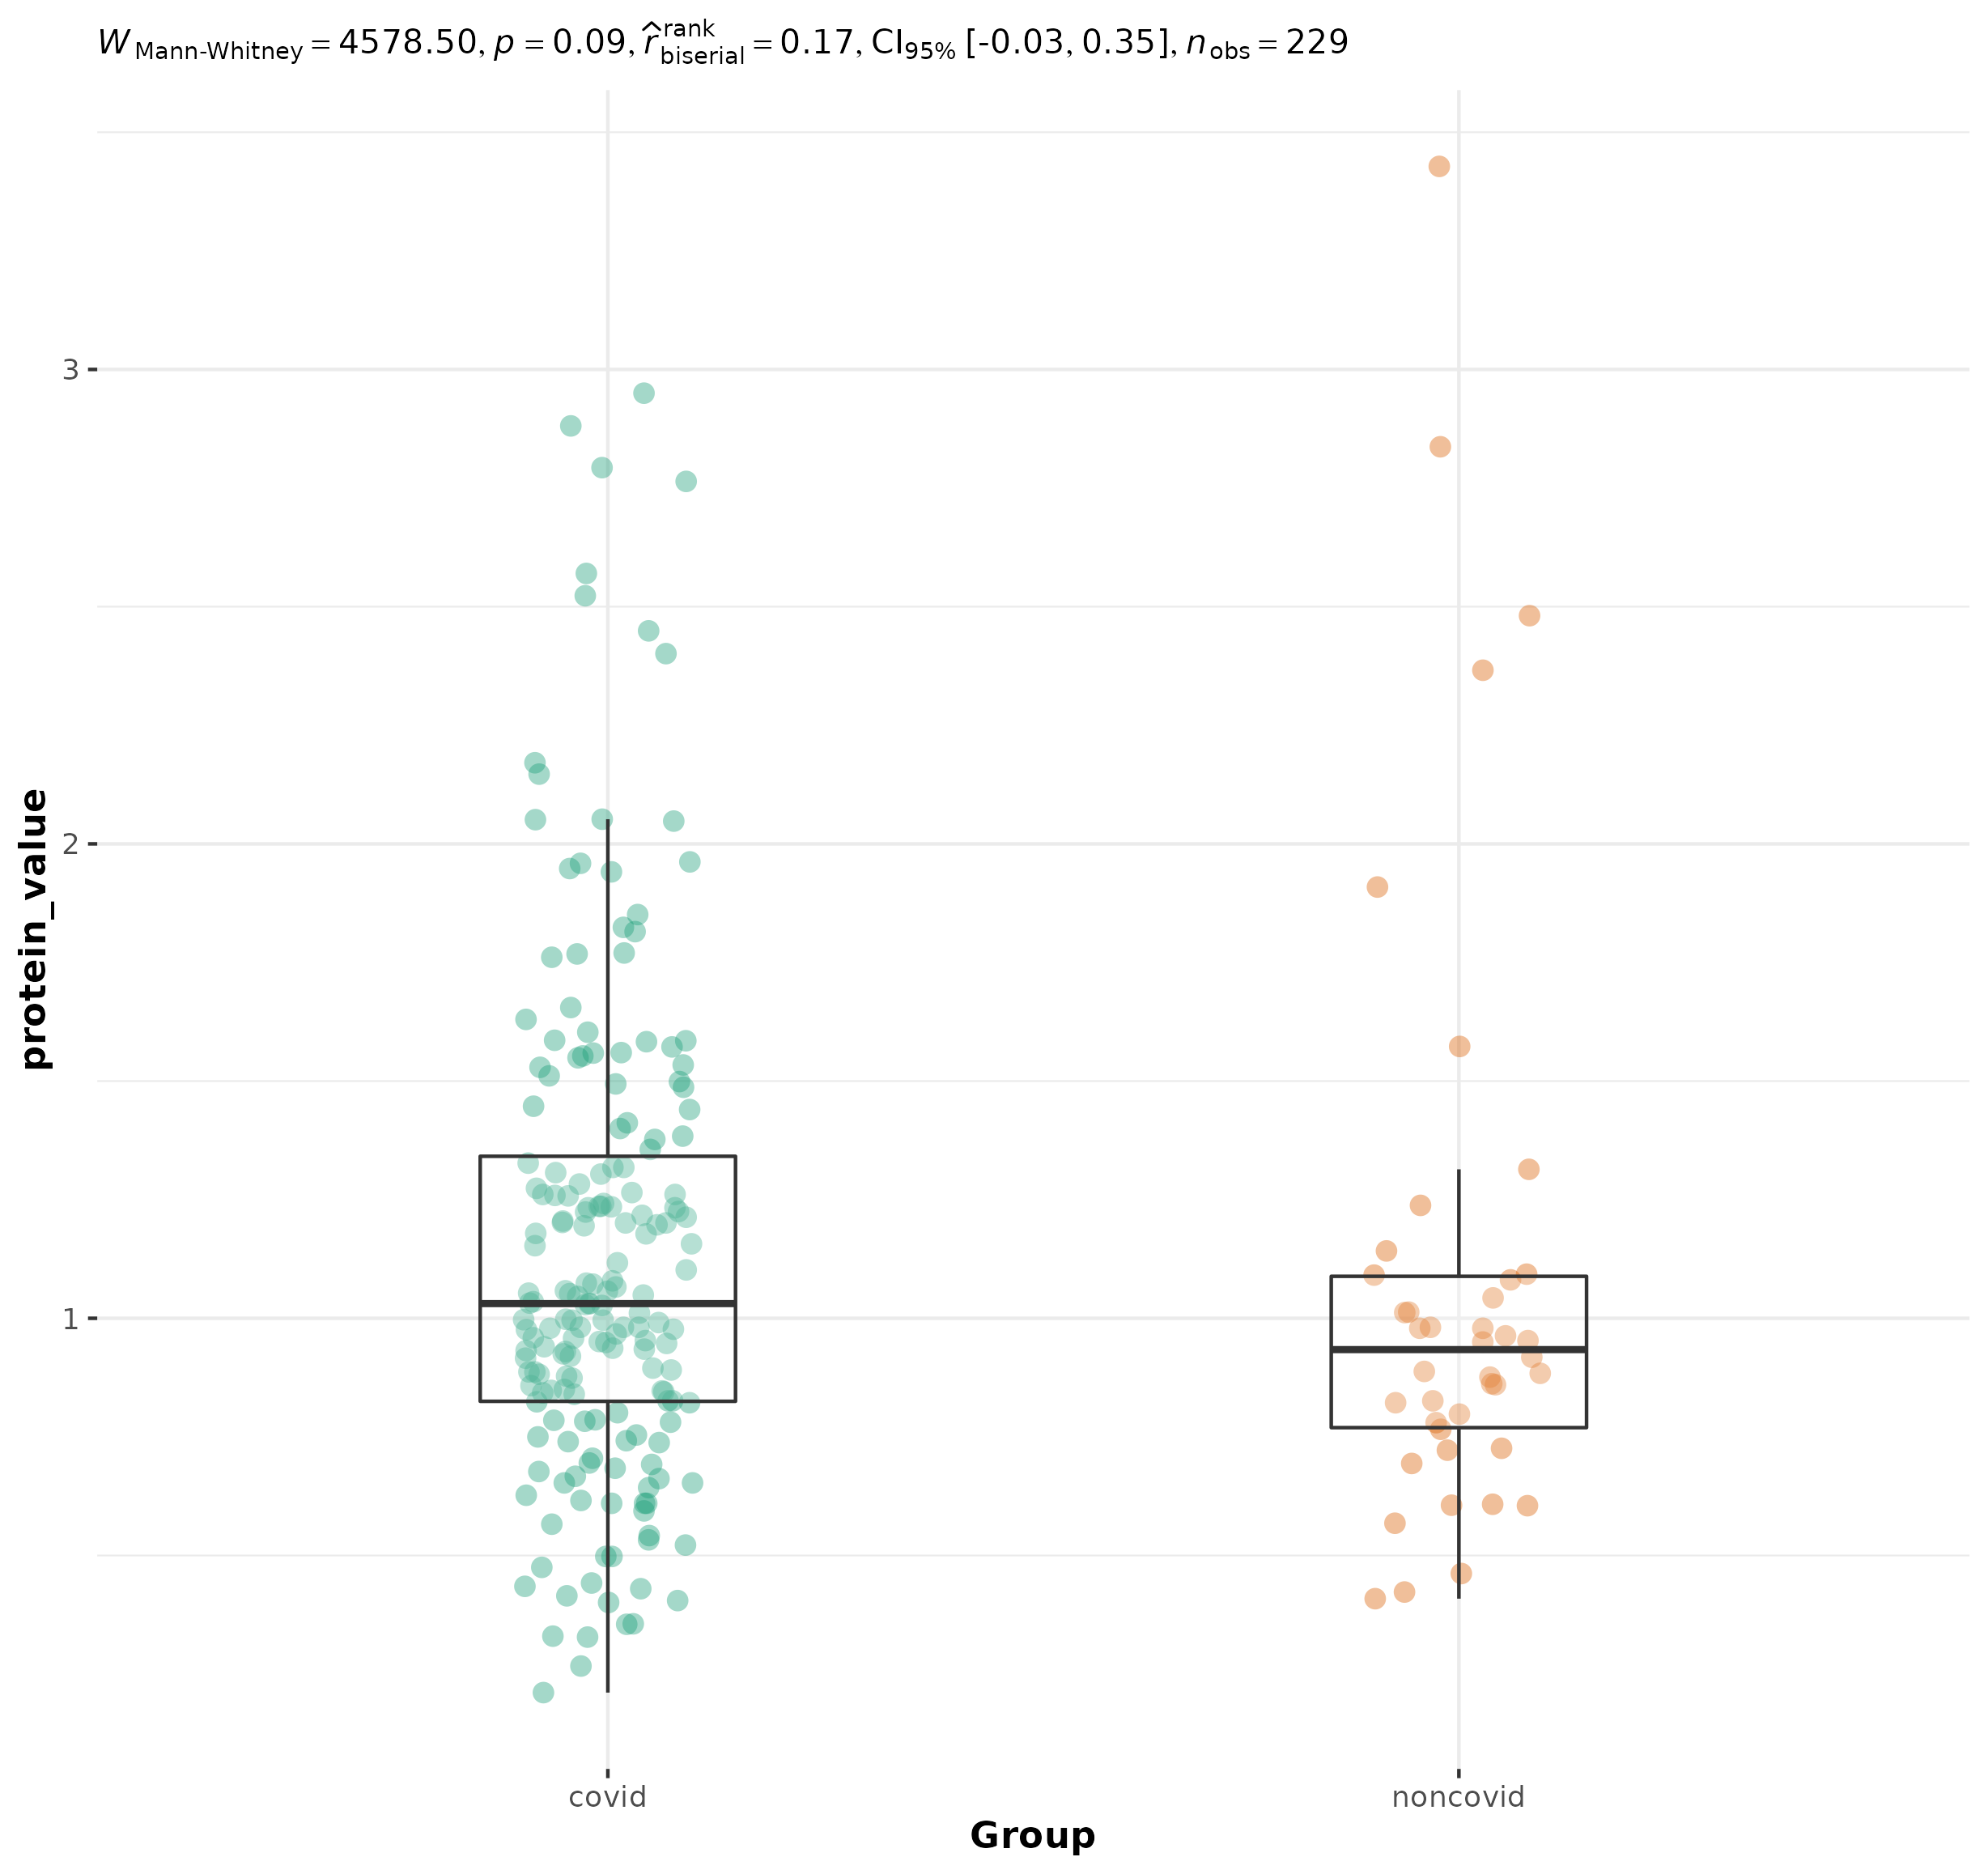 W Mann-Whitney = 4578.50, p = 0.09, r̂ rank biserial = 0.17, CI95% [-0.03, 0.35], nobs = 229
3
2
1
protein_value
covid noncovid
Group